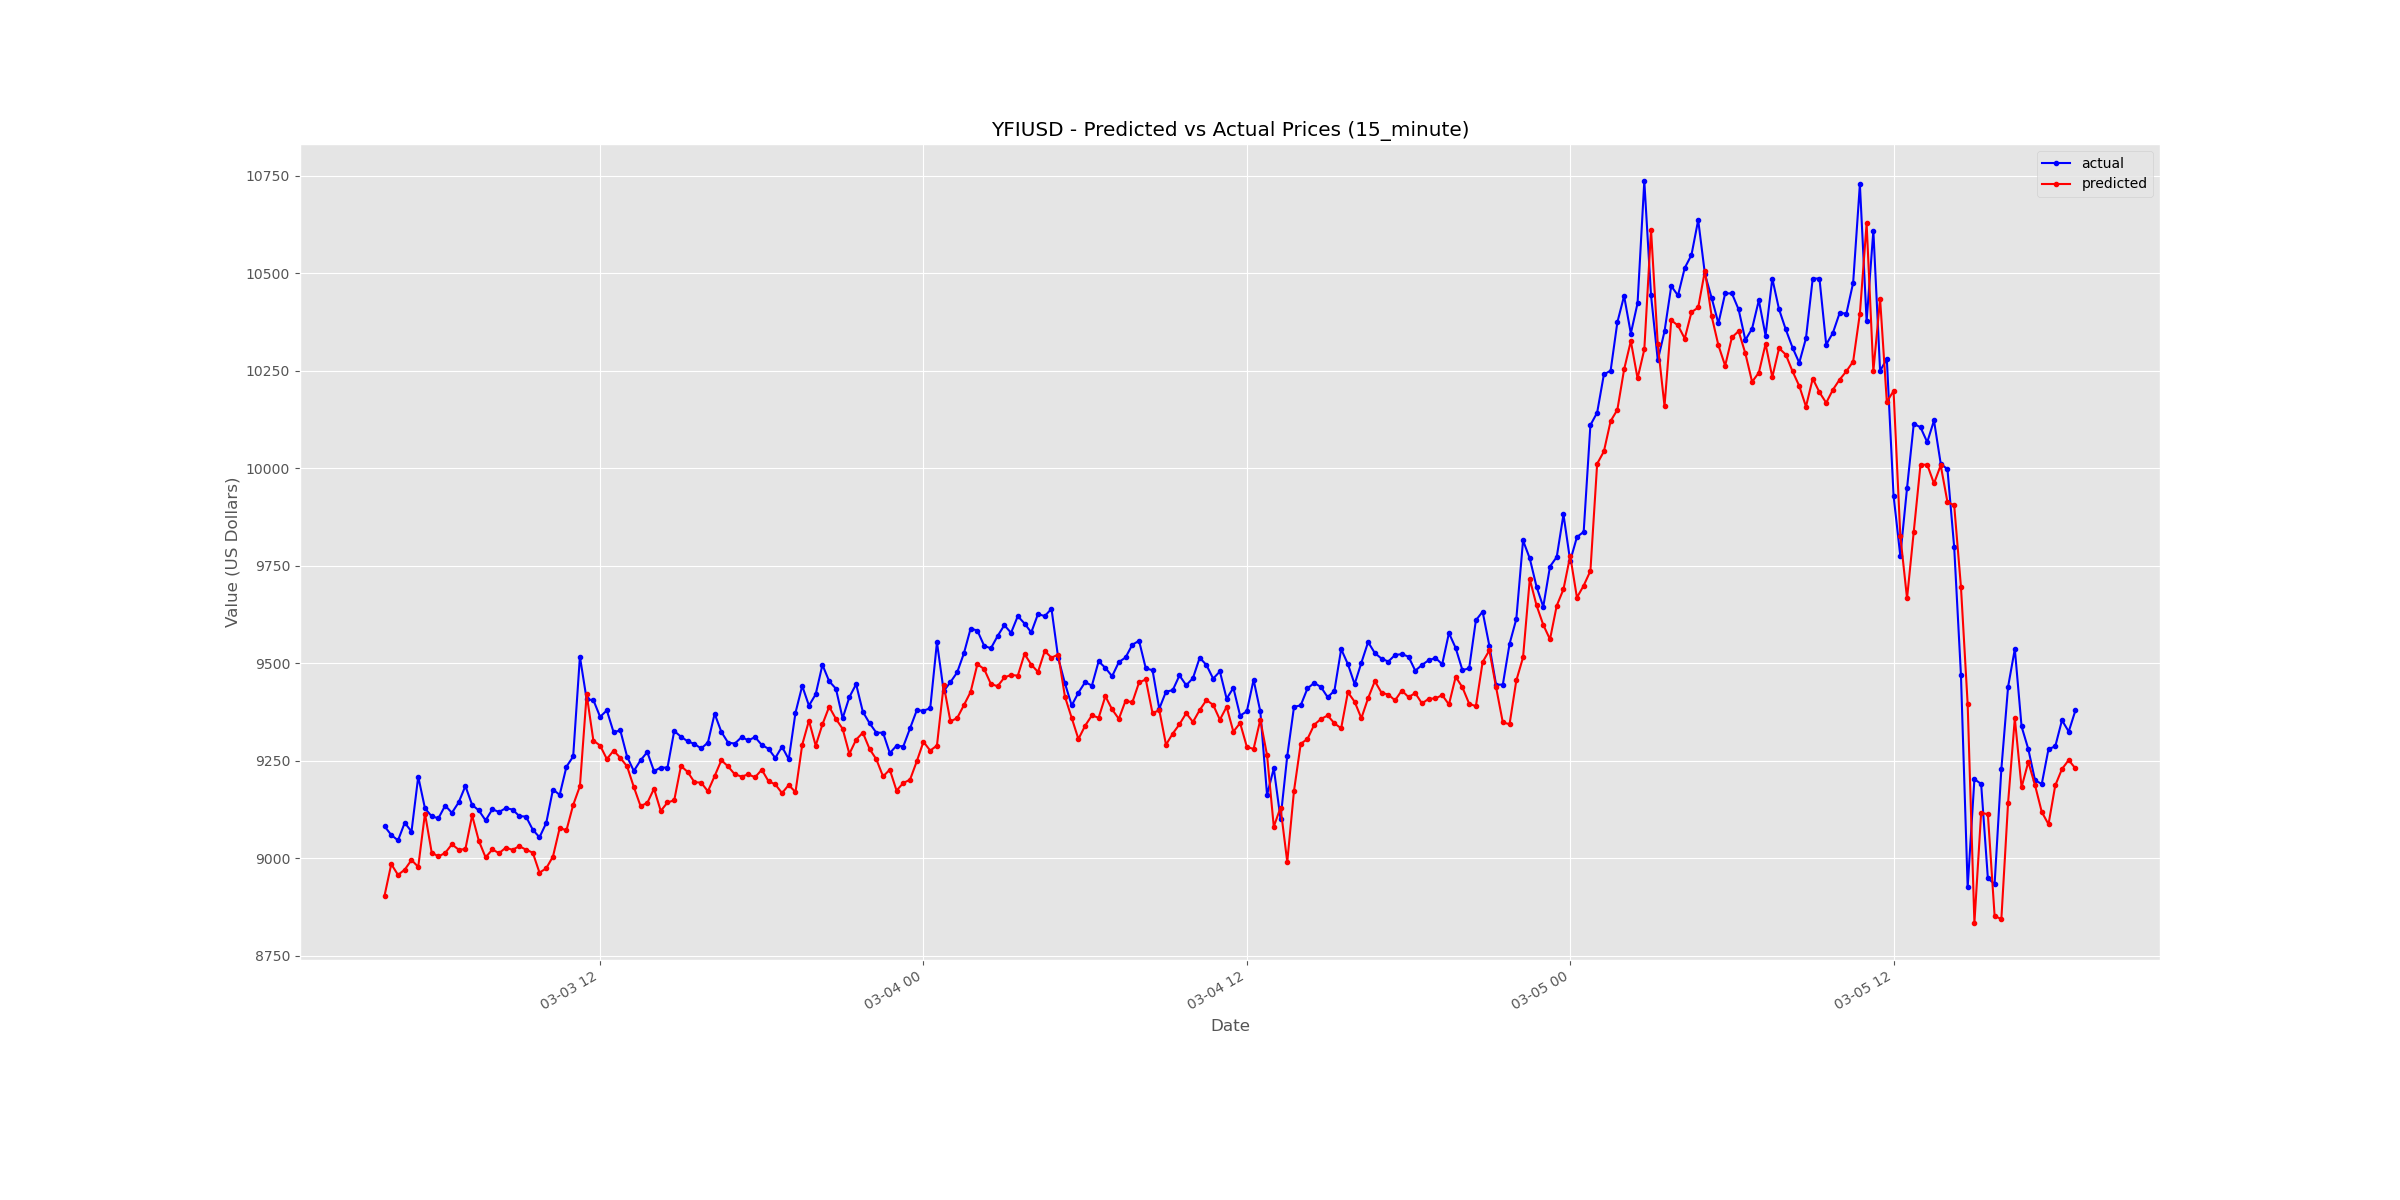 YFIUSD - Predicted vs Actual Prices (15_minute)
actual
predicted
Value (US Dollars)
10750
10500
10250
10000
9750
9500
9250
9000
8750
03-03 12
03-04 00
03-04 12
03-05 00
03-05 12
Date